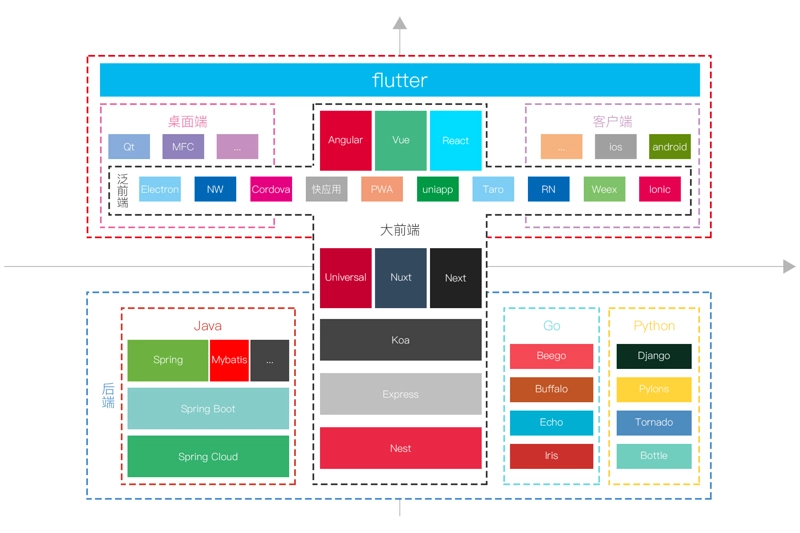 flutter
桌面端
客户端
Qt
MFC
...
Angular
Vue
React
...
ios
android
泛前端
Electron
NW
Cordova
快应用
PWA
uniapp
Taro
RN
Weex
Ionic
大前端
Universal
Nuxt
Next
后端
Java
Spring
Mybatis
...
Spring Boot
Spring Cloud
Koa
Express
Nest
Go
Beego
Buffalo
Echo
Iris
Python
Django
Pylons
Tornado
Bottle